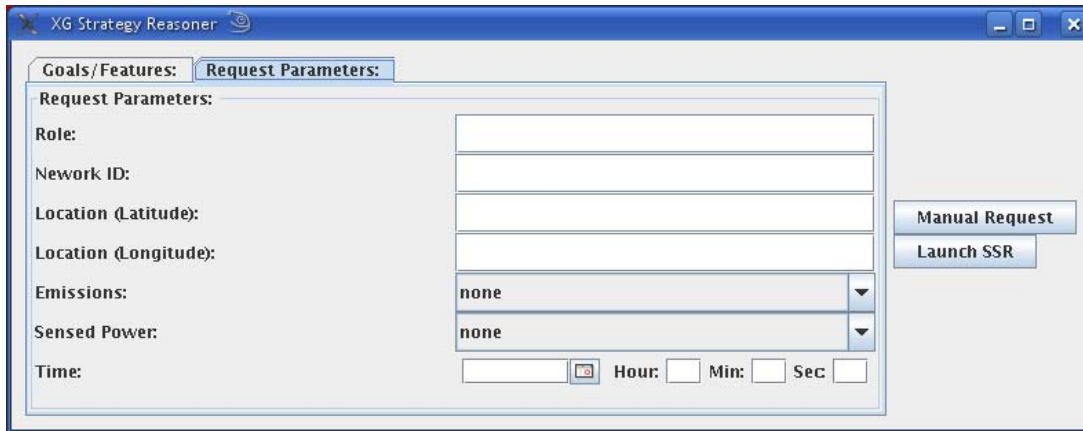 XG Strategy Reasoner
Goals/Features: Request Parameters:
Request Parameters:
Role:
Nework ID:
Location (Latitude):
Location (Longitude):
Emissions: none
Sensed Power: none
Time: Hour: Min: Sec:
Manual Request
Launch SSR